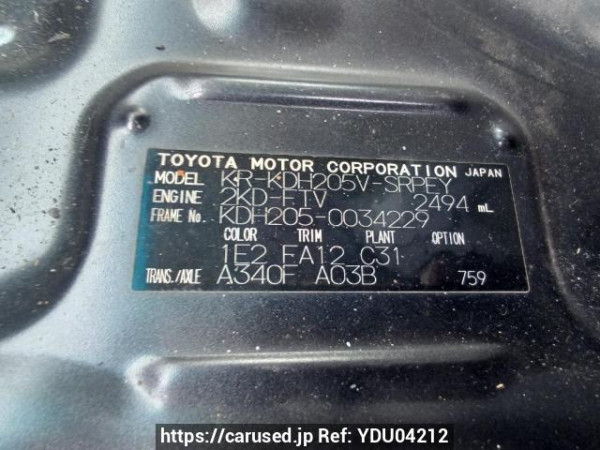 TOYOTA MOTOR CORPORATION JAPAN
MODEL KR-KDH205V-SRPEY
ENGINE 2KD-FTV 2494 mL
FRAME No. KDH205-0034229
COLOR TRIM PLANT OPTION
1E2 FA12 C31
TRANS./AXLE A340F A03B 759
https://carused.jp Ref: YDU04212